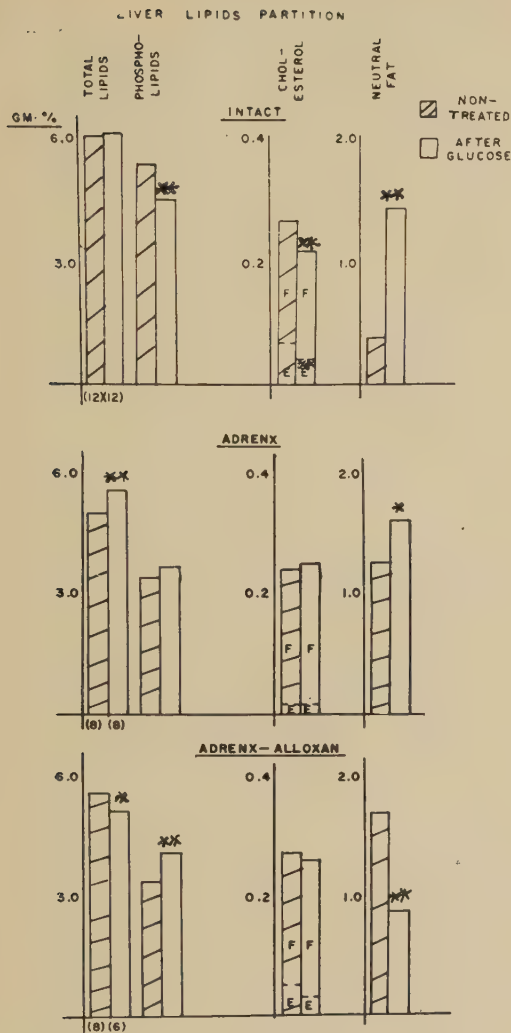 LIVER LIPIDS PARTITION
TOTAL LIPIDS
PHOSPHO-LIPIDS
CHOL-ESTEROL
NEUTRAL FAT
NON-TREATED
AFTER GLUCOSE
GM.%
INTACT
6.0 0.4 2.0
** ** **
3.0 0.2 1.0
F F
**
E E
(12)(12)
ADRENX
6.0 0.4 2.0
** *
3.0 0.2 1.0
F F
E E
(8) (8)
ADRENX-ALLOXAN
6.0 0.4 2.0
* **
3.0 0.2 1.0 **
F F
E E
(8) (6)